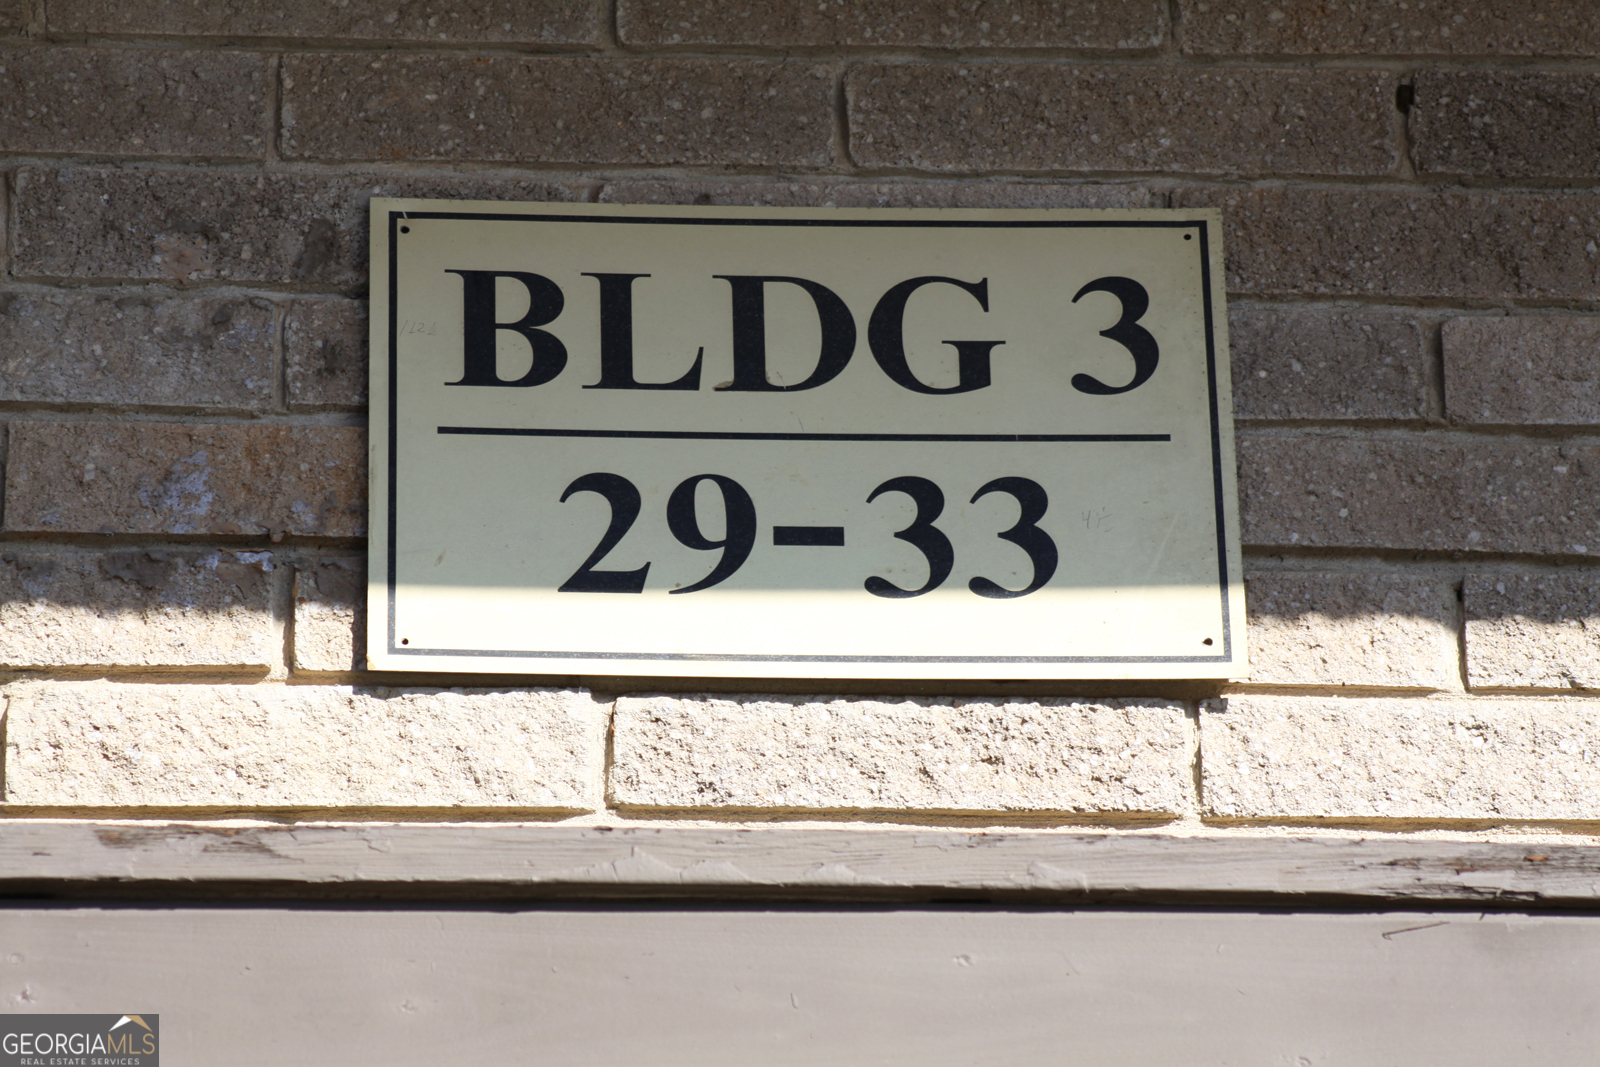 BLDG 3
29-33
GEORGIAMLS
REAL ESTATE SERVICES